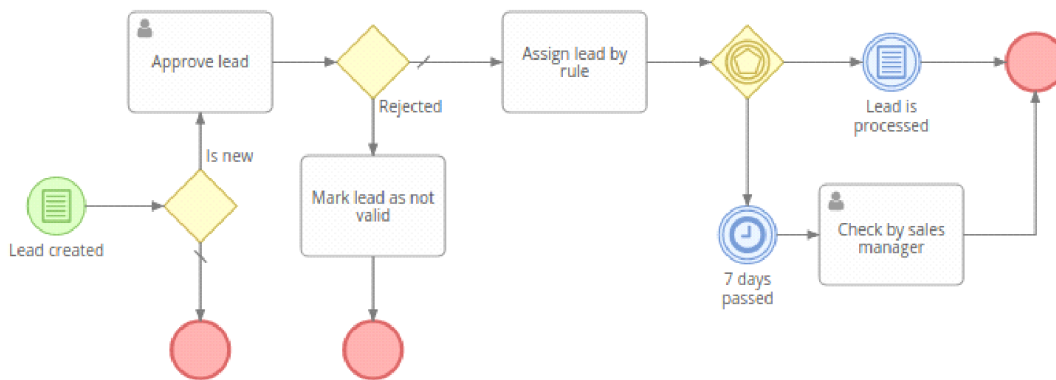 Approve lead
Assign lead by
rule
Rejected
Lead is
processed
Is new
Mark lead as not
valid
Lead created
Check by sales
manager
7 days
passed